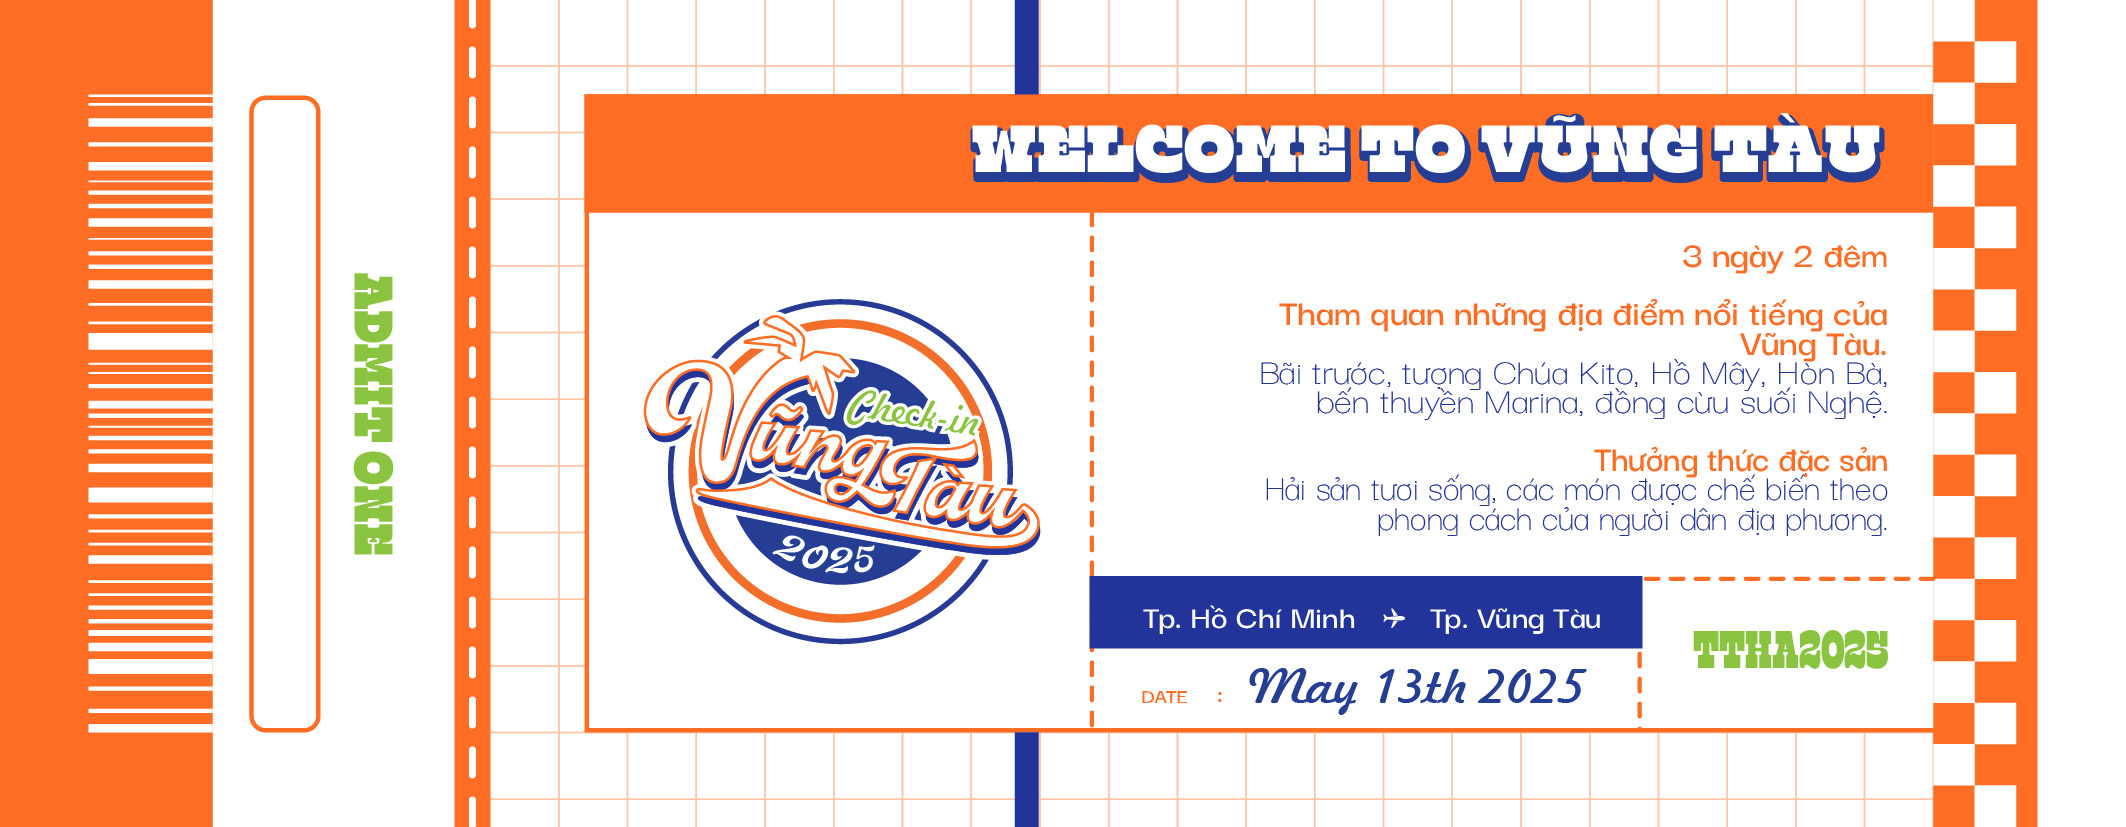 ADMIT ONE
WELCOME TO VŨNG TÀU
Check-in
Vũng Tàu
2025
3 ngày 2 đêm
Tham quan những địa điểm nổi tiếng của
Vũng Tàu.
Bãi trước, tượng Chúa Kito, Hồ Mây, Hòn Bà,
bến thuyền Marina, đồng cừu suối Nghệ.
Thưởng thức đặc sản
Hải sản tươi sống, các món được chế biến theo
phong cách của người dân địa phương.
Tp. Hồ Chí Minh ✈ Tp. Vũng Tàu
DATE : May 13th 2025
TTHA2025